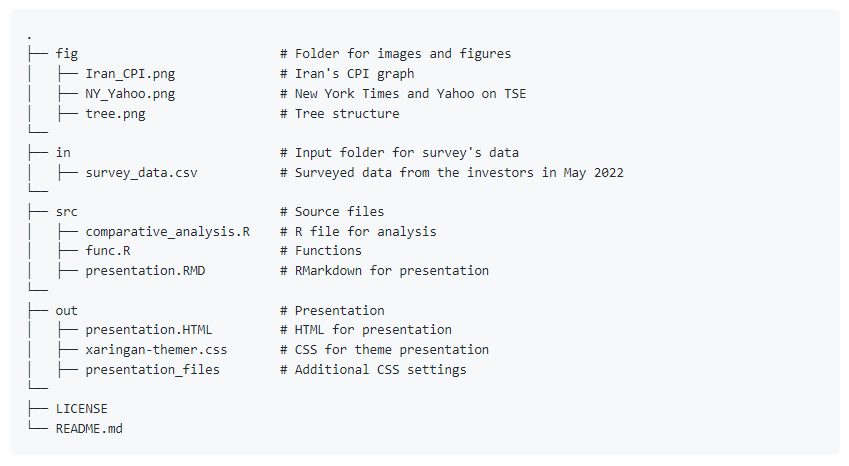 .
├── fig                           # Folder for images and figures
│   ├── Iran_CPI.png              # Iran's CPI graph
│   ├── NY_Yahoo.png              # New York Times and Yahoo on TSE
│   ├── tree.png                  # Tree structure
└──
├── in                            # Input folder for survey's data
│   ├── survey_data.csv           # Surveyed data from the investors in May 2022
└──
├── src                           # Source files
│   ├── comparative_analysis.R    # R file for analysis
│   ├── func.R                    # Functions
│   ├── presentation.RMD          # RMarkdown for presentation
└──
├── out                           # Presentation
│   ├── presentation.HTML         # HTML for presentation
│   ├── xaringan-themer.css       # CSS for theme presentation
│   ├── presentation_files        # Additional CSS settings
└──
├── LICENSE
└── README.md